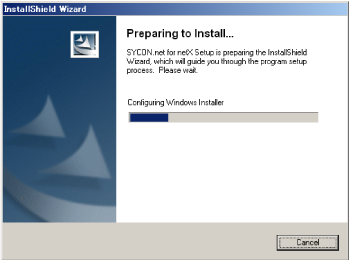 InstallShield Wizard
Preparing to Install...
SYCON.net for netX Setup is preparing the InstallShield
Wizard, which will guide you through the program setup
process. Please wait.
Configuring Windows Installer
Cancel